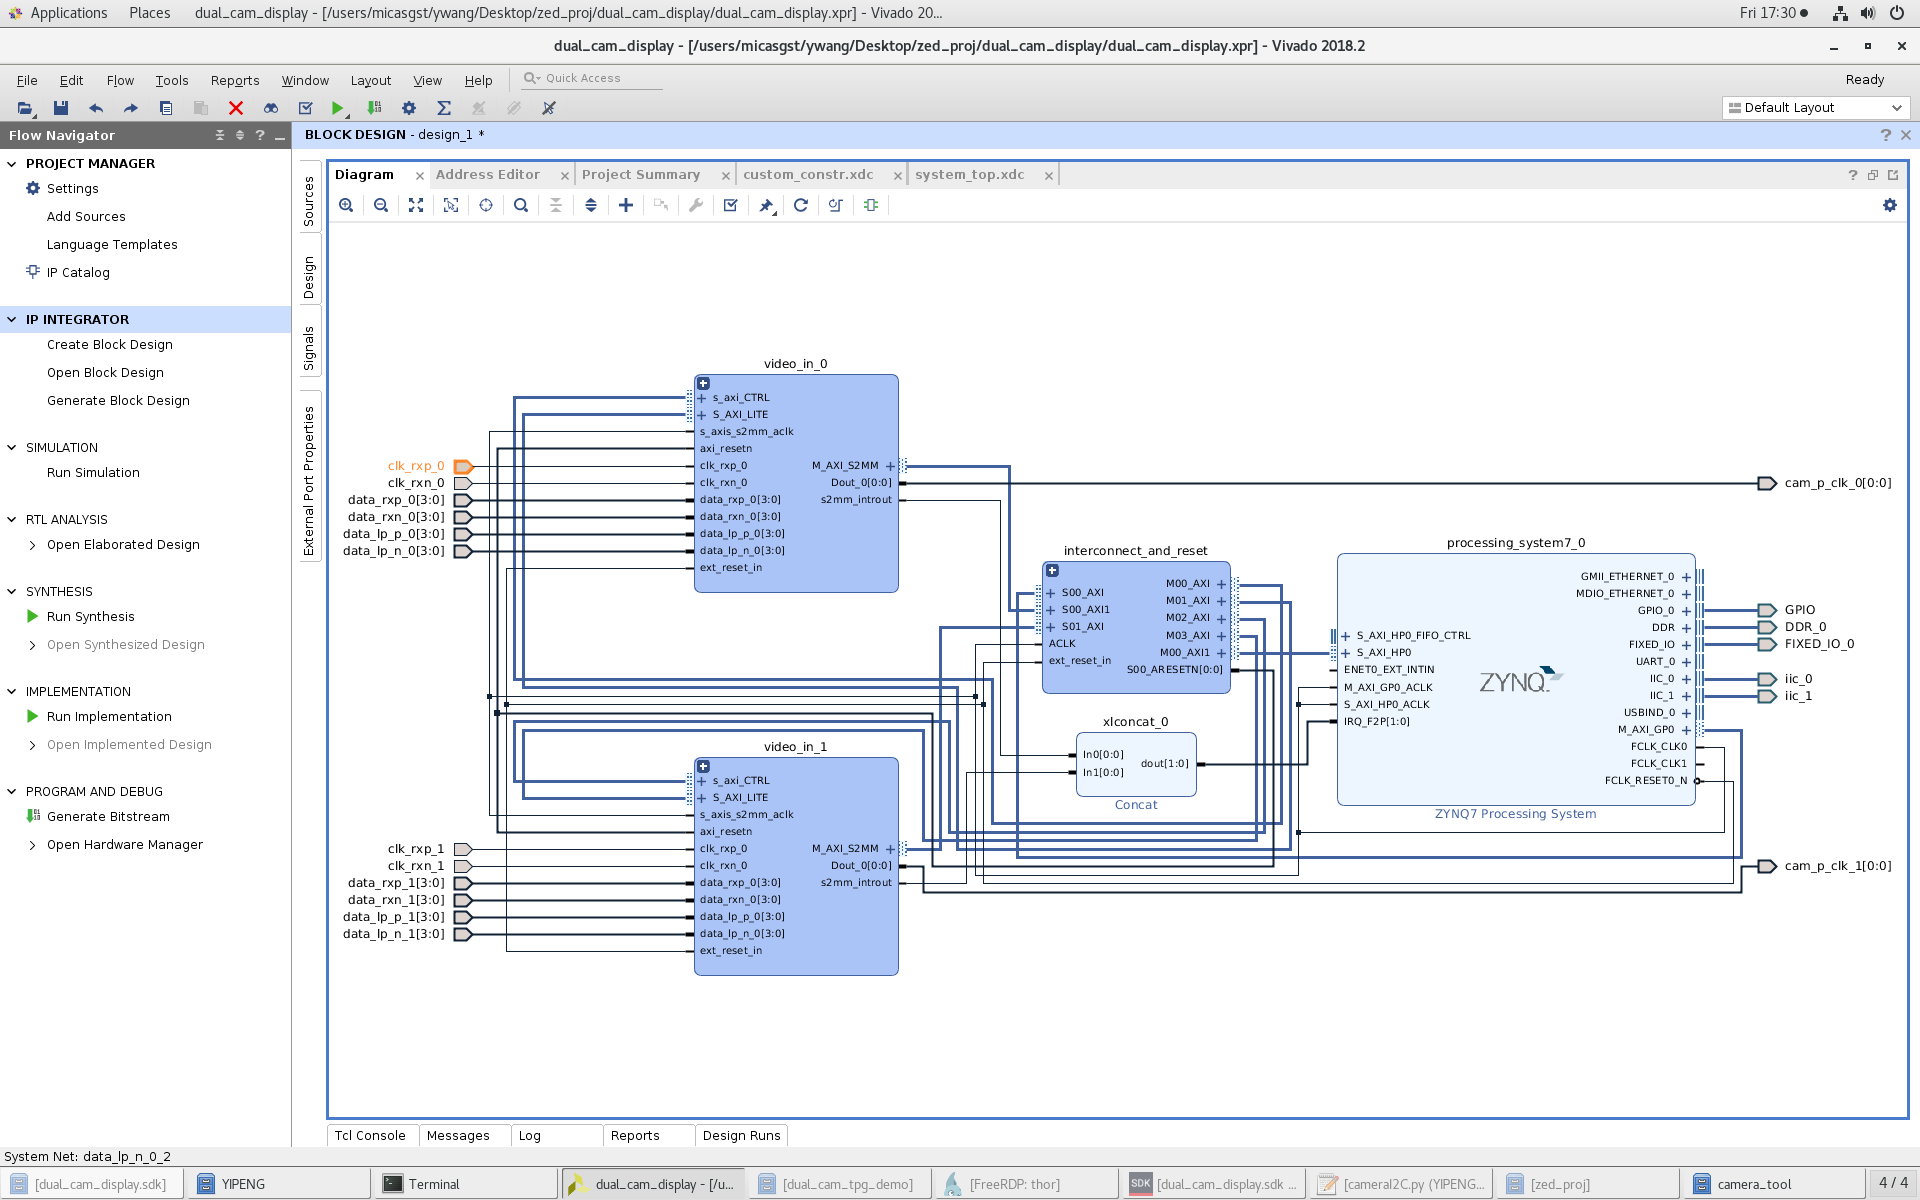 Applications Places dual_cam_display - [/users/micasgst/ywang/Desktop/zed_proj/dual_cam_display/dual_cam_display.xpr] - Vivado 20... Fri 17:30
dual_cam_display - [/users/micasgst/ywang/Desktop/zed_proj/dual_cam_display/dual_cam_display.xpr] - Vivado 2018.2
File Edit Flow Tools Reports Window Layout View Help Quick Access Ready
Default Layout
Flow Navigator
PROJECT MANAGER
Settings
Add Sources
Language Templates
IP Catalog
IP INTEGRATOR
Create Block Design
Open Block Design
Generate Block Design
SIMULATION
Run Simulation
RTL ANALYSIS
Open Elaborated Design
SYNTHESIS
Run Synthesis
Open Synthesized Design
IMPLEMENTATION
Run Implementation
Open Implemented Design
PROGRAM AND DEBUG
Generate Bitstream
Open Hardware Manager
BLOCK DESIGN - design_1 *
Sources
Design
Signals
External Port Properties
Diagram Address Editor Project Summary custom_constr.xdc system_top.xdc
clk_rxp_0
clk_rxn_0
data_rxp_0[3:0]
data_rxn_0[3:0]
data_lp_p_0[3:0]
data_lp_n_0[3:0]
clk_rxp_1
clk_rxn_1
data_rxp_1[3:0]
data_rxn_1[3:0]
data_lp_p_1[3:0]
data_lp_n_1[3:0]
video_in_0
s_axi_CTRL
S_AXI_LITE
s_axis_s2mm_aclk
axi_resetn
clk_rxp_0
clk_rxn_0
data_rxp_0[3:0]
data_rxn_0[3:0]
data_lp_p_0[3:0]
data_lp_n_0[3:0]
ext_reset_in
M_AXI_S2MM
Dout_0[0:0]
s2mm_introut
video_in_1
s_axi_CTRL
S_AXI_LITE
s_axis_s2mm_aclk
axi_resetn
clk_rxp_0
clk_rxn_0
data_rxp_0[3:0]
data_rxn_0[3:0]
data_lp_p_0[3:0]
data_lp_n_0[3:0]
ext_reset_in
M_AXI_S2MM
Dout_0[0:0]
s2mm_introut
interconnect_and_reset
S00_AXI
S00_AXI1
S01_AXI
ACLK
ext_reset_in
M00_AXI
M01_AXI
M02_AXI
M03_AXI
M00_AXI1
S00_ARESETN[0:0]
xlconcat_0
In0[0:0]
In1[0:0]
dout[1:0]
Concat
processing_system7_0
S_AXI_HP0_FIFO_CTRL
S_AXI_HP0
ENET0_EXT_INTIN
M_AXI_GP0_ACLK
S_AXI_HP0_ACLK
IRQ_F2P[1:0]
ZYNQ
GMII_ETHERNET_0
MDIO_ETHERNET_0
GPIO_0
DDR
FIXED_IO
UART_0
IIC_0
IIC_1
USBIND_0
M_AXI_GP0
FCLK_CLK0
FCLK_CLK1
FCLK_RESET0_N
ZYNQ7 Processing System
cam_p_clk_0[0:0]
GPIO
DDR_0
FIXED_IO_0
iic_0
iic_1
cam_p_clk_1[0:0]
Tcl Console Messages Log Reports Design Runs
System Net: data_lp_n_0_2
[dual_cam_display.sdk] YIPENG Terminal dual_cam_display - [/u... [dual_cam_tpg_demo] [FreeRDP: thor] SDK [dual_cam_display.sdk ... [cameraI2C.py (YIPENG... [zed_proj] camera_tool 4 / 4